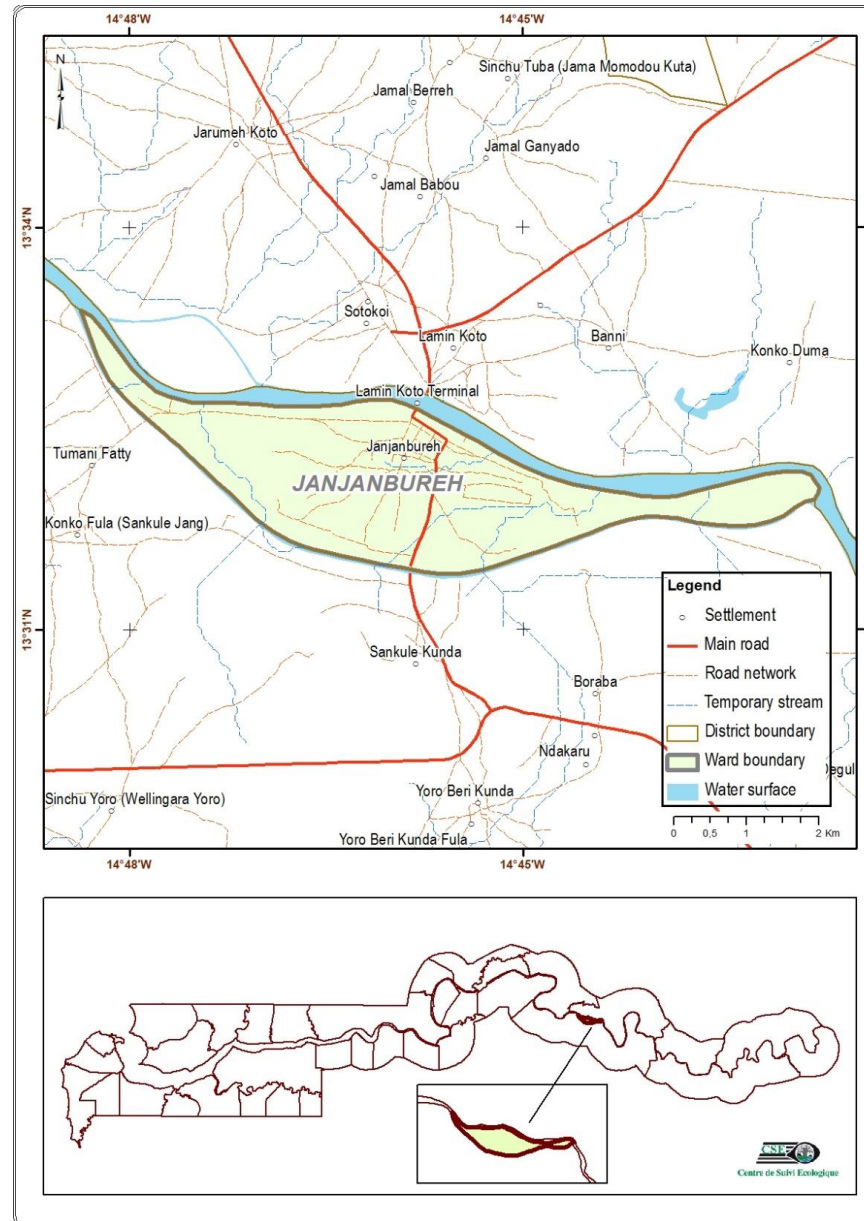 14°48'W
14°45'W
N
Sinchu Tuba (Jama Momodou Kuta)
Jamal Berreh
Jarumeh Koto
Jamal Ganyado
Jamal Babou
13°34'N
Sotokoi
Lamin Koto
Banni
Konko Duma
Lamin Koto Terminal
Janjanbureh
Tumani Fatty
JANJANBUREH
Konko Fula (Sankule Jang)
13°31'N
Sankule Kunda
Boraba
Ndakaru
Yoro Beri Kunda
Sinchu Yoro (Wellingara Yoro)
Yoro Beri Kunda Fula
Legend
Settlement
Main road
Road network
Temporary stream
District boundary
Ward boundary
Water surface
0 0,5 1 2 Km
14°48'W
14°45'W
CSE
Centre de Suivi Ecologique